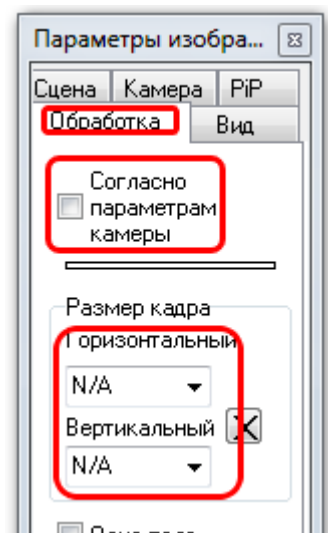 Параметры изобра...
Сцена Камера PiP
Обработка Вид
Согласно
параметрам
камеры
Размер кадра
Горизонтальный
N/A
Вертикальный
N/A